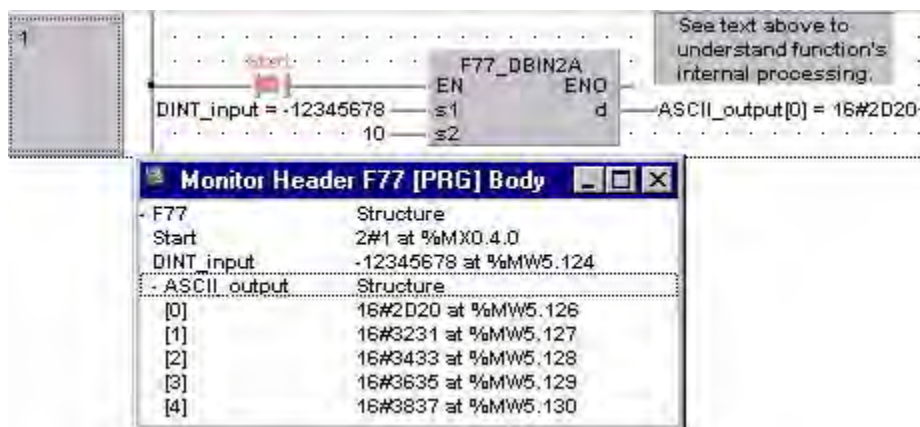 1
See text above to
understand function's
internal processing.
Start
F77_DBIN2A
EN ENO
DINT_input = -12345678 s1 d ASCII_output[0] = 16#2D20
10 s2
Monitor Header F77 [PRG] Body
- F77 Structure
Start 2#1 at %MX0.4.0
DINT_input -12345678 at %MW5.124
- ASCII_output Structure
[0] 16#2D20 at %MW5.126
[1] 16#3231 at %MW5.127
[2] 16#3433 at %MW5.128
[3] 16#3635 at %MW5.129
[4] 16#3837 at %MW5.130